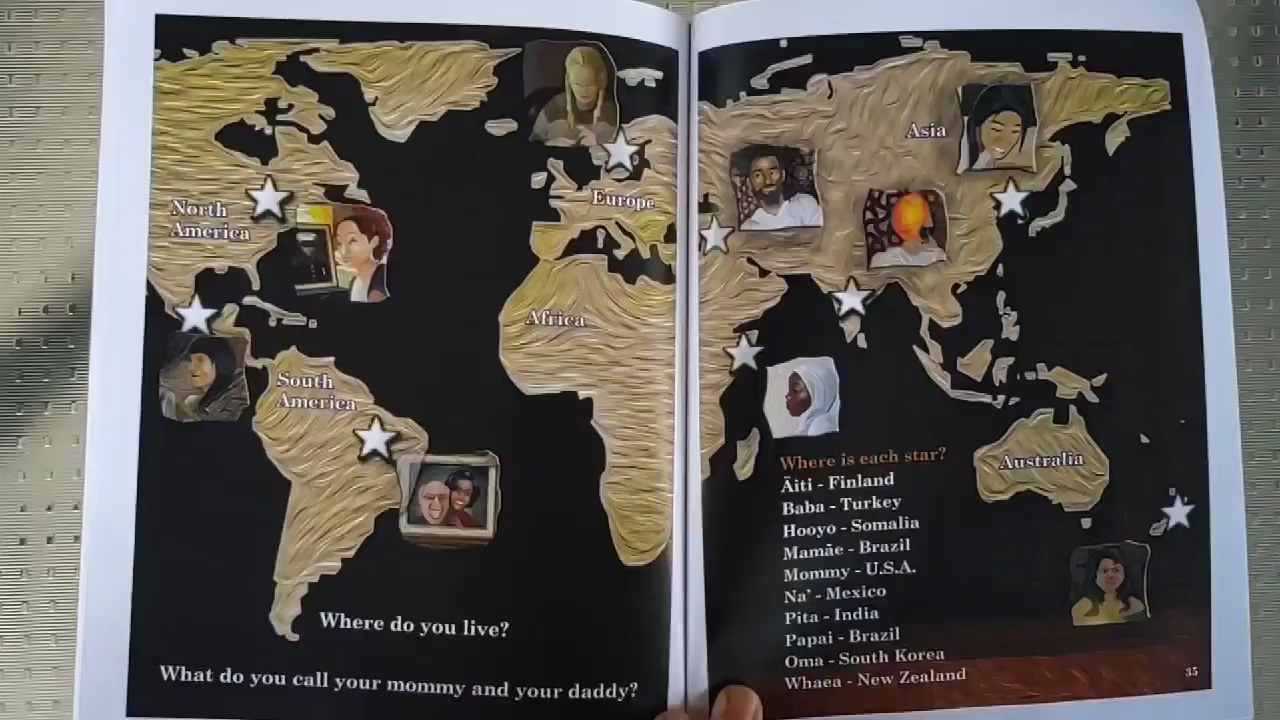 North
America
South
America
Europe
Africa
Where do you live?
What do you call your mommy and your daddy?
Asia
Australia
Where is each star?
Āiti - Finland
Baba - Turkey
Hooyo - Somalia
Mamãe - Brazil
Mommy - U.S.A.
Na' - Mexico
Pita - India
Papai - Brazil
Oma - South Korea
Whaea - New Zealand
35